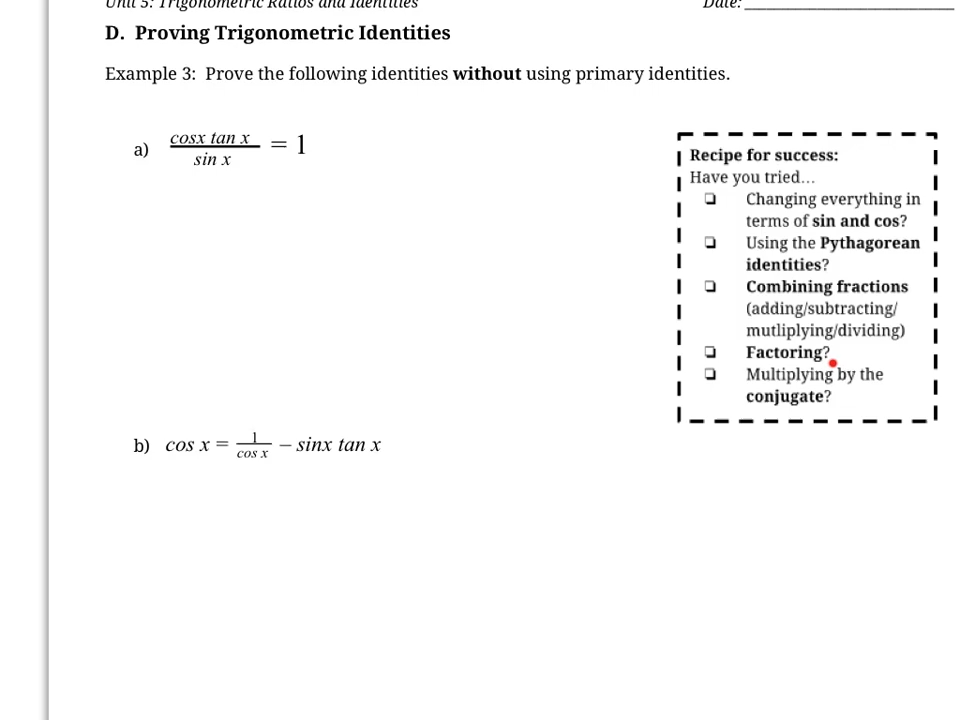 Unit 5: Trigonometric Ratios and Identities Date:
D. Proving Trigonometric Identities
Example 3: Prove the following identities without using primary identities.
a) cosx tan x / sin x = 1
Recipe for success:
Have you tried...
❏ Changing everything in
terms of sin and cos?
❏ Using the Pythagorean
identities?
❏ Combining fractions
(adding/subtracting/
mutliplying/dividing)
❏ Factoring?
❏ Multiplying by the
conjugate?
b) cos x = 1 / cos x − sinx tan x